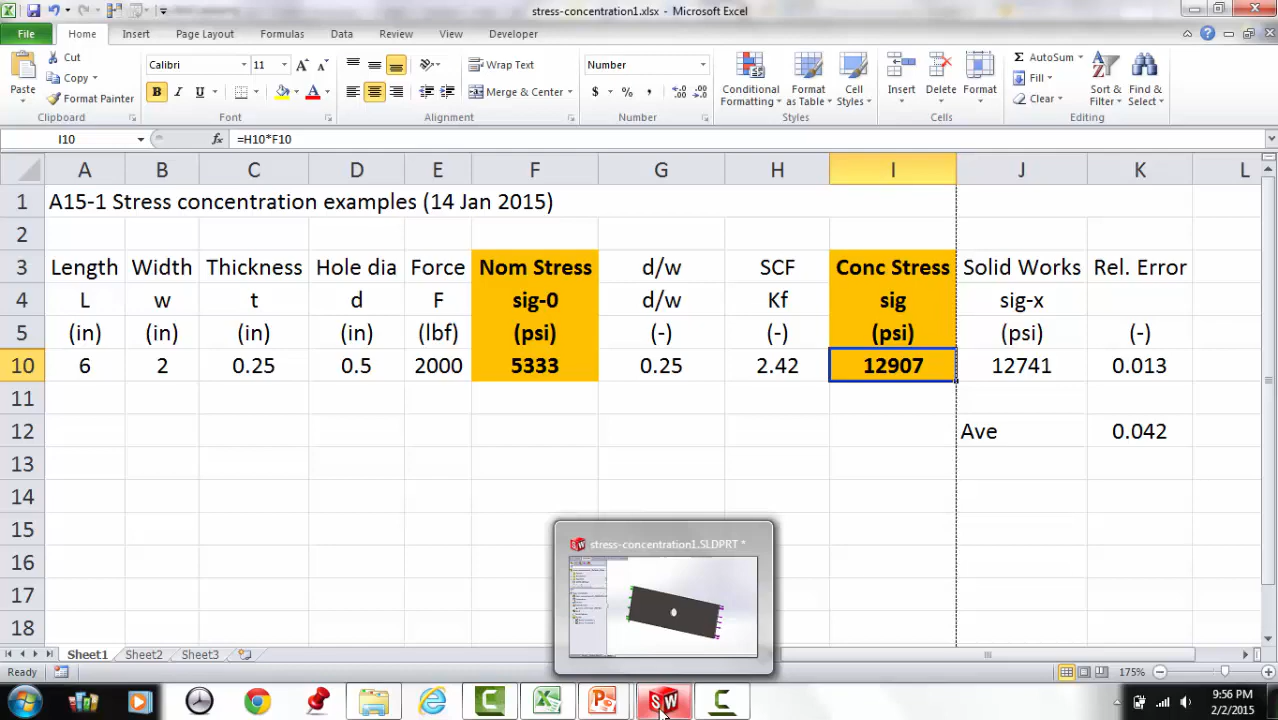 stress-concentration1.xlsx - Microsoft Excel
File Home Insert Page Layout Formulas Data Review View Developer
Cut
Copy
Format Painter
Paste
Clipboard
Calibri 11
B I U
Font
Wrap Text
Merge & Center
Alignment
Number
$ % ,
Number
Conditional Formatting
Format as Table
Cell Styles
Styles
Insert Delete Format
Cells
AutoSum
Fill
Clear
Sort & Filter
Find & Select
Editing
I10 fx =H10*F10
A B C D E F G H I J K L
1 A15-1 Stress concentration examples (14 Jan 2015)
2
3 Length Width Thickness Hole dia Force Nom Stress d/w SCF Conc Stress Solid Works Rel. Error
4 L w t d F sig-0 d/w Kf sig sig-x
5 (in) (in) (in) (in) (lbf) (psi) (-) (-) (psi) (psi) (-)
10 6 2 0.25 0.5 2000 5333 0.25 2.42 12907 12741 0.013
11
12 Ave 0.042
13
14
15
16
17
18
stress-concentration1.SLDPRT *
Sheet1 Sheet2 Sheet3
Ready 175%
9:56 PM
2/2/2015